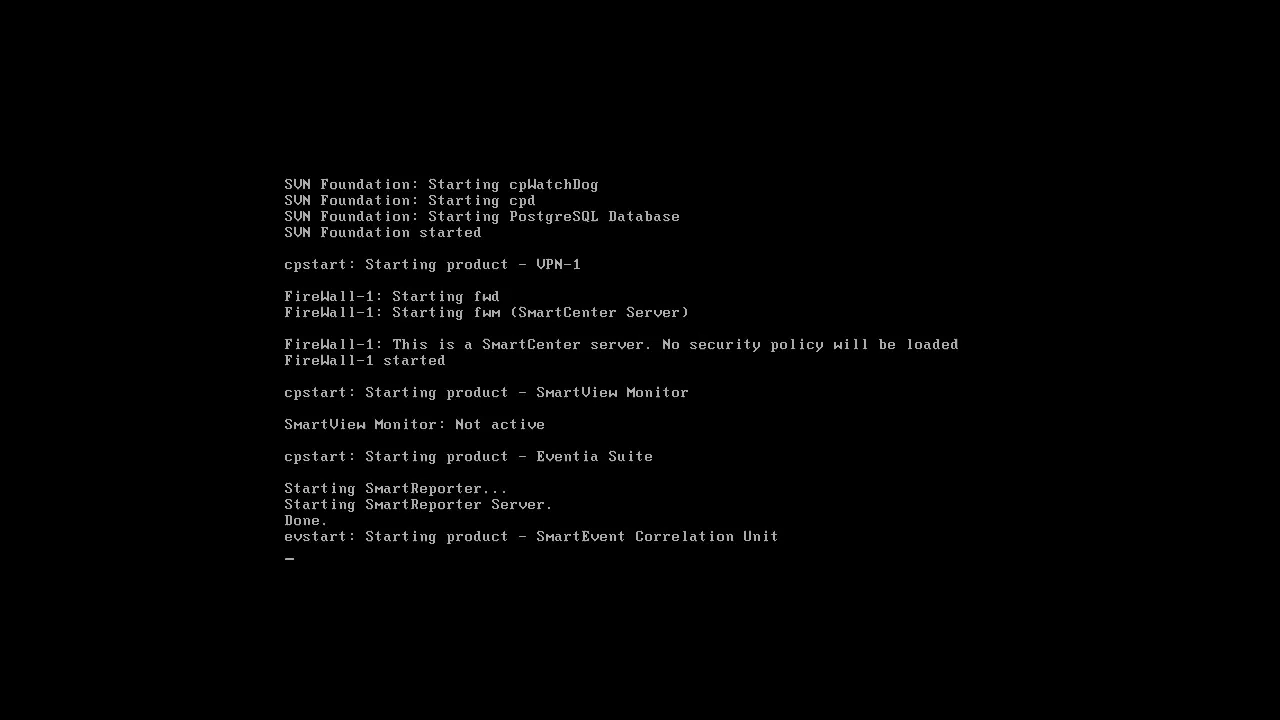 SVN Foundation: Starting cpWatchDog
SVN Foundation: Starting cpd
SVN Foundation: Starting PostgreSQL Database
SVN Foundation started
cpstart: Starting product - VPN-1
FireWall-1: Starting fwd
FireWall-1: Starting fwm (SmartCenter Server)
FireWall-1: This is a SmartCenter server. No security policy will be loaded
FireWall-1 started
cpstart: Starting product - SmartView Monitor
SmartView Monitor: Not active
cpstart: Starting product - Eventia Suite
Starting SmartReporter...
Starting SmartReporter Server.
Done.
evstart: Starting product - SmartEvent Correlation Unit